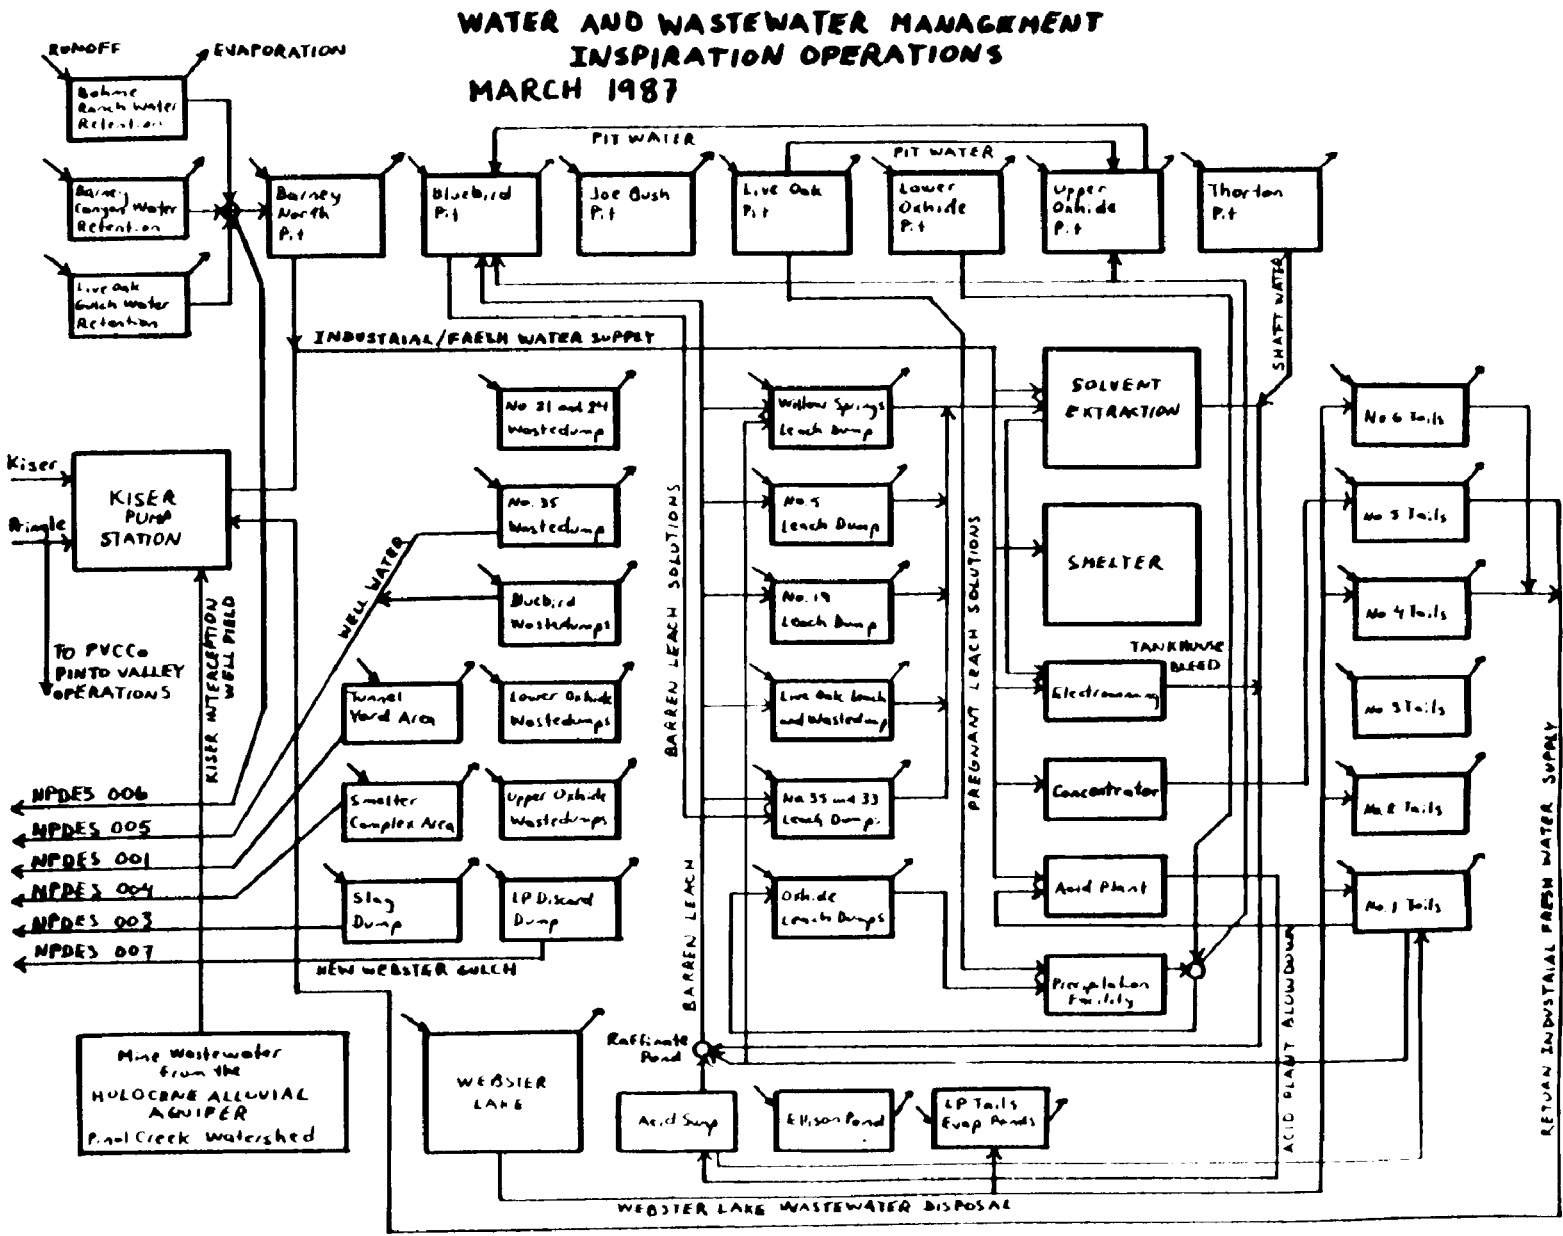 WATER AND WASTEWATER MANAGEMENT
INSPIRATION OPERATIONS
MARCH 1987
RUNOFF
EVAPORATION
Bohme
Ranch Water
Retention
Barney
Canyon Water
Retention
Live Oak
Gulch Water
Retention
Barney
North
Pit
Bluebird
Pit
Joe Bush
Pit
Live Oak
Pit
Lower
Oxhide
Pit
Upper
Oxhide
Pit
Thorton
Pit
PIT WATER
PIT WATER
SHAFT WATER
INDUSTRIAL/FRESH WATER SUPPLY
Kiser
Pringle
KISER
PUMP
STATION
TO PVCCo
PINTO VALLEY
OPERATIONS
KISER INTERCEPTION
WELL FIELD
WELL WATER
No. 21 and 24
Wastedump
No. 35
Wastedump
Bluebird
Wastedumps
Lower Oxhide
Wastedumps
Upper Oxhide
Wastedumps
LP Discard
Dump
Tunnel
Yard Area
Smelter
Complex Area
Slag
Dump
NPDES 006
NPDES 005
NPDES 001
NPDES 004
NPDES 003
NPDES 007
NEW WEBSTER GULCH
BARREN LEACH SOLUTIONS
BARREN LEACH
Willow Springs
Leach Dump
No. 5
Leach Dump
No. 19
Leach Dump
Live Oak Leach
and Wastedump
No. 35 and 33
Leach Dumps
Oxhide
Leach Dumps
PREGNANT LEACH SOLUTIONS
SOLVENT
EXTRACTION
SMELTER
TANKHOUSE
BLEED
Electrowinning
Concentrator
Acid Plant
Precipitation
Facility
No 6 Tails
No 5 Tails
No 4 Tails
No 3 Tails
No. 2 Tails
No. 1 Tails
ACID PLANT BLOWDOWN
RETURN INDUSTRIAL FRESH WATER SUPPLY
Mine Wastewater
from the
HOLOCENE ALLUVIAL
AQUIFER
Pinal Creek Watershed
WEBSTER
LAKE
Raffinate
Pond
Acid Sump
Ellison Pond
LP Tails
Evap Ponds
WEBSTER LAKE WASTEWATER DISPOSAL